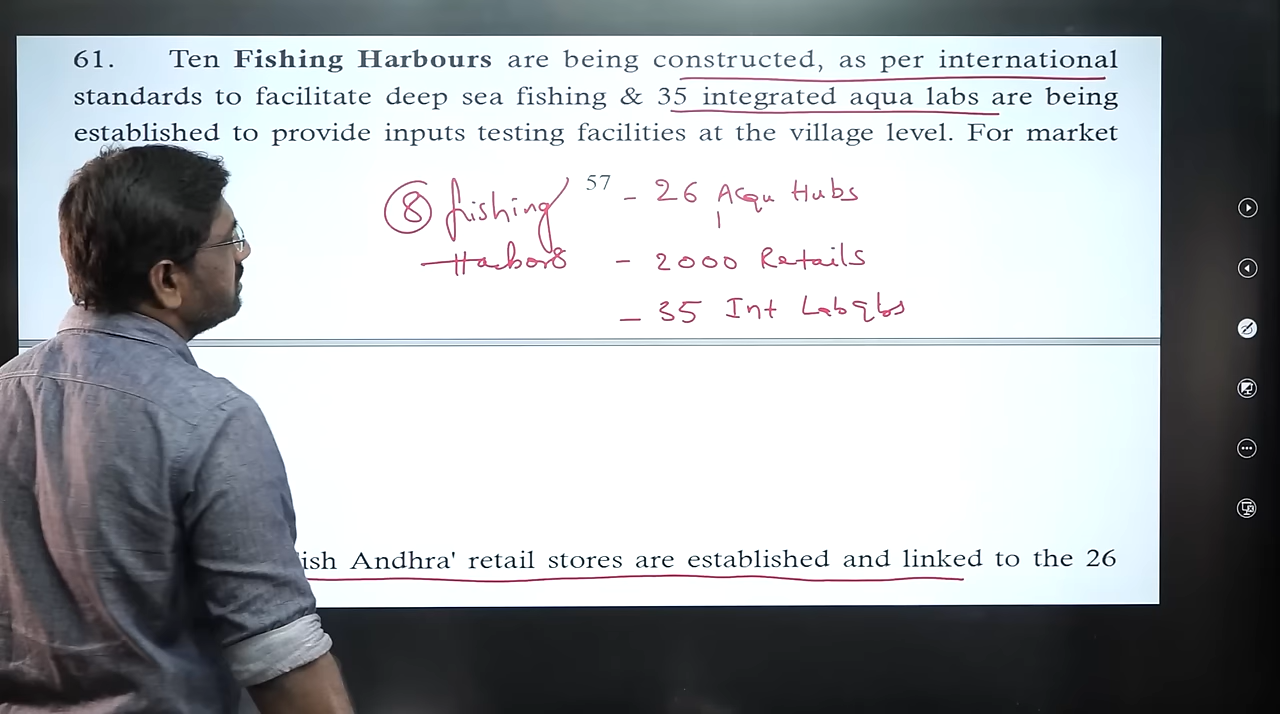 61. Ten Fishing Harbours are being constructed, as per international
standards to facilitate deep sea fishing & 35 integrated aqua labs are being
established to provide inputs testing facilities at the village level. For market
57
8 fishing
Harbors
- 26 Acqu Hubs
- 2000 Retails
- 35 Int Labs
ish Andhra' retail stores are established and linked to the 26